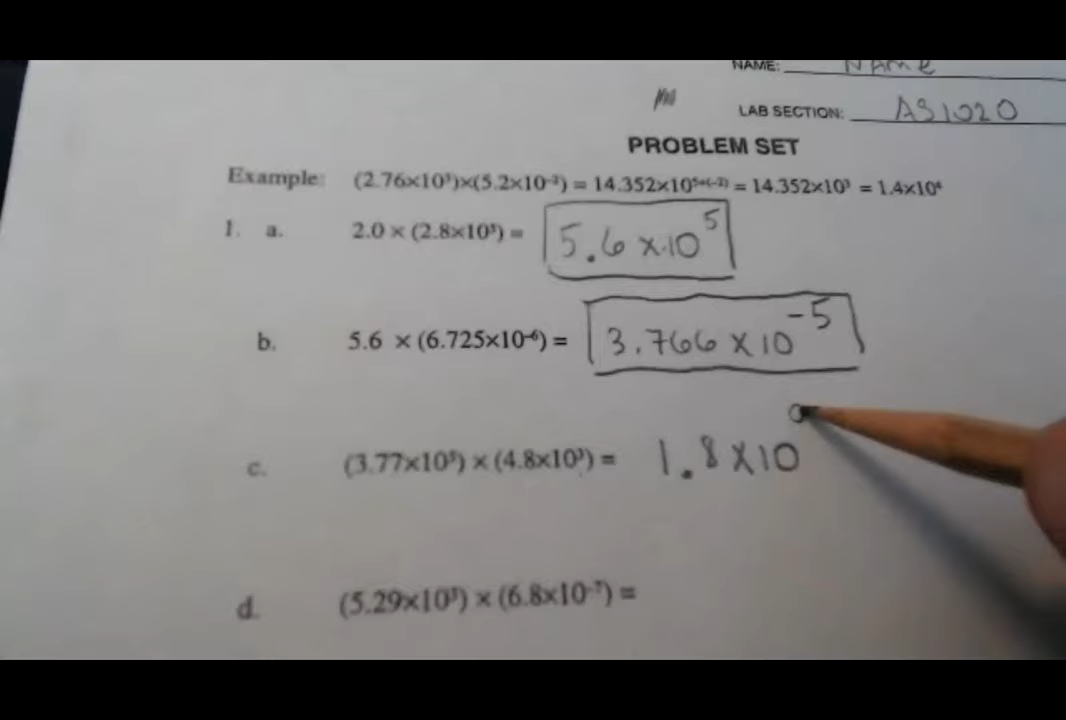 NAME: NAME
LAB SECTION: AS1020
PROBLEM SET
Example: (2.76×10⁵)×(5.2×10⁻²) = 14.352×10⁵⁺⁽⁻²⁾ = 14.352×10³ = 1.4×10⁴
1. a. 2.0 × (2.8×10⁵) = 5.6 × 10⁵
b. 5.6 × (6.725×10⁻⁶) = 3.766 × 10⁻⁵
c. (3.77×10⁵) × (4.8×10³) = 1.8 × 10
d. (5.29×10⁵) × (6.8×10⁻⁷) =